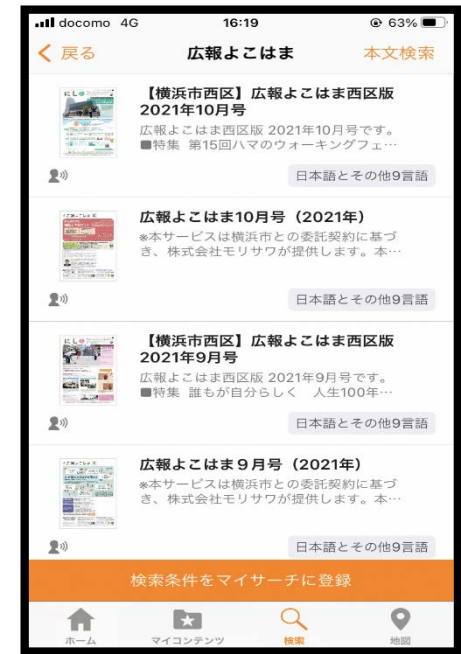 docomo 4G 16:19 63%
戻る 広報よこはま 本文検索
【横浜市西区】広報よこはま西区版
2021年10月号
広報よこはま西区版 2021年10月号です。
■特集 第15回ハマのウォーキングフェ…
日本語とその他9言語
広報よこはま10月号（2021年）
※本サービスは横浜市との委託契約に基づ
き、株式会社モリサワが提供します。本…
日本語とその他9言語
【横浜市西区】広報よこはま西区版
2021年9月号
広報よこはま西区版 2021年9月号です。
■特集 誰もが自分らしく　人生100年…
日本語とその他9言語
広報よこはま９月号（2021年）
※本サービスは横浜市との委託契約に基づ
き、株式会社モリサワが提供します。本…
日本語とその他9言語
検索条件をマイサーチに登録
ホーム マイコンテンツ 検索 地図